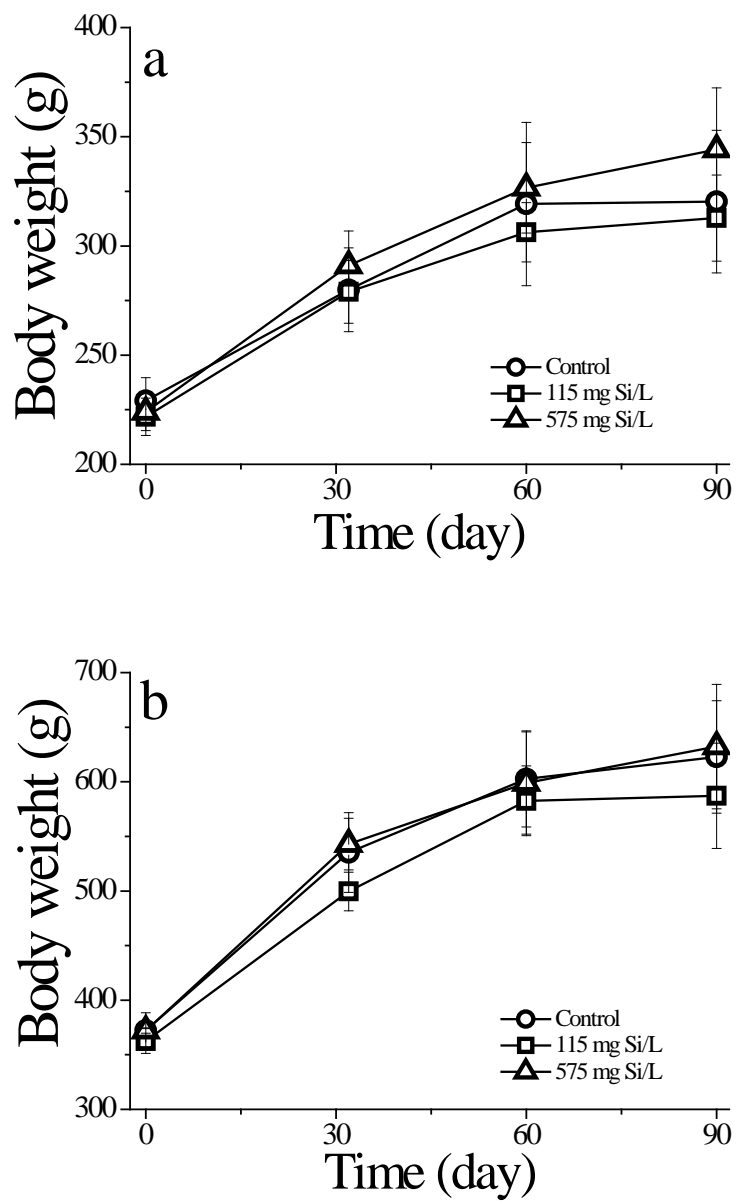 400
a
350
300
250
200
Body weight (g)
Control
115 mg Si/L
575 mg Si/L
0
30
60
90
Time (day)
700
b
600
500
400
300
Body weight (g)
Control
115 mg Si/L
575 mg Si/L
0
30
60
90
Time (day)